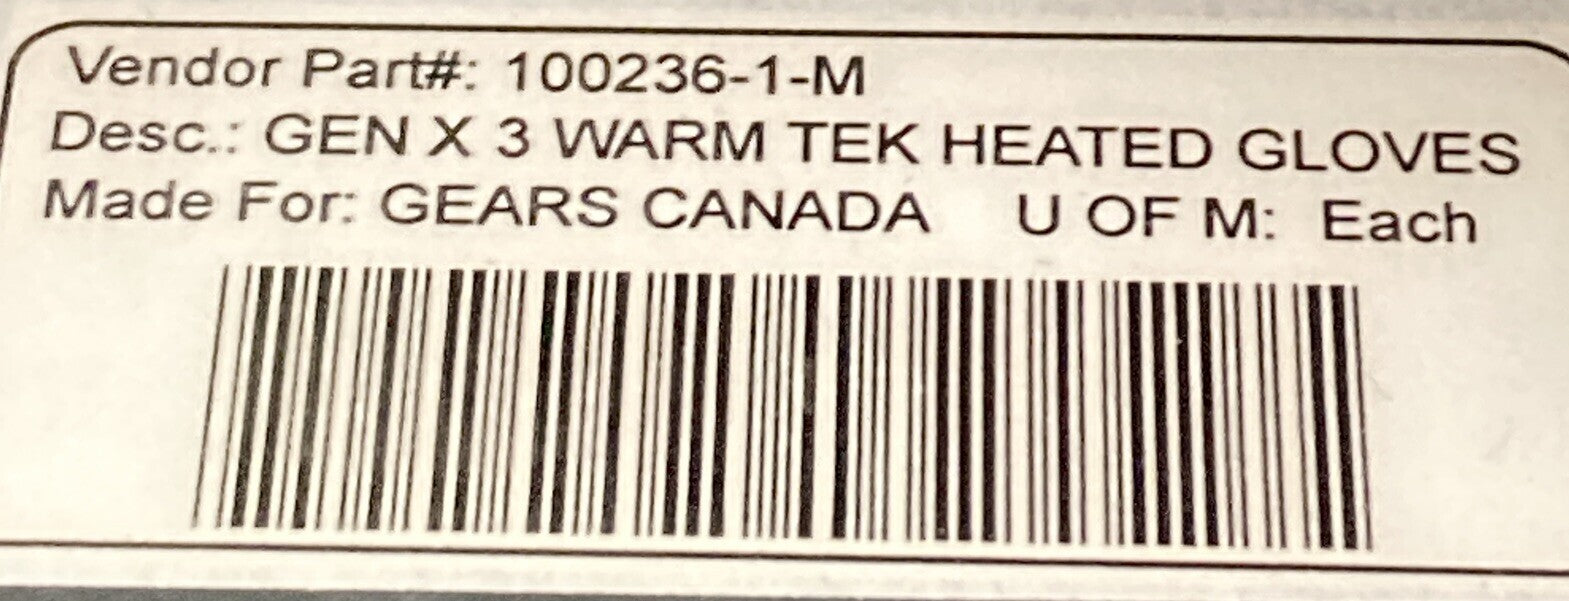 Vendor Part#: 100236-1-M
Desc.: GEN X 3 WARM TEK HEATED GLOVES
Made For: GEARS CANADA U OF M: Each